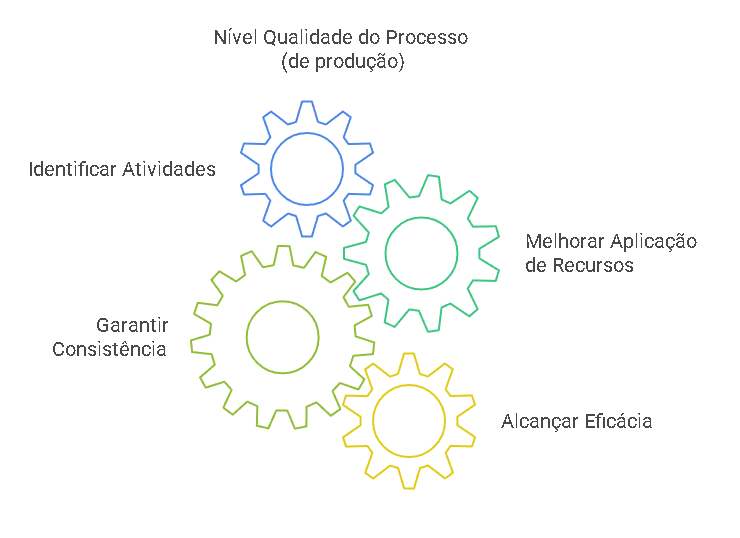 Nível Qualidade do Processo
(de produção)
Identificar Atividades
Melhorar Aplicação
de Recursos
Garantir
Consistência
Alcançar Eficácia